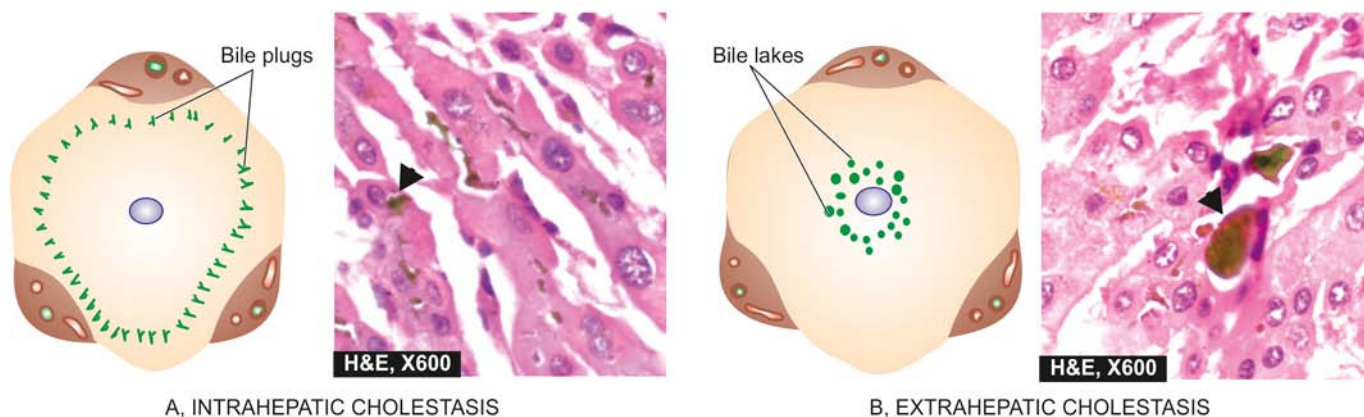 Bile plugs
Bile lakes
H&E, X600
H&E, X600
A, INTRAHEPATIC CHOLESTASIS
B, EXTRAHEPATIC CHOLESTASIS